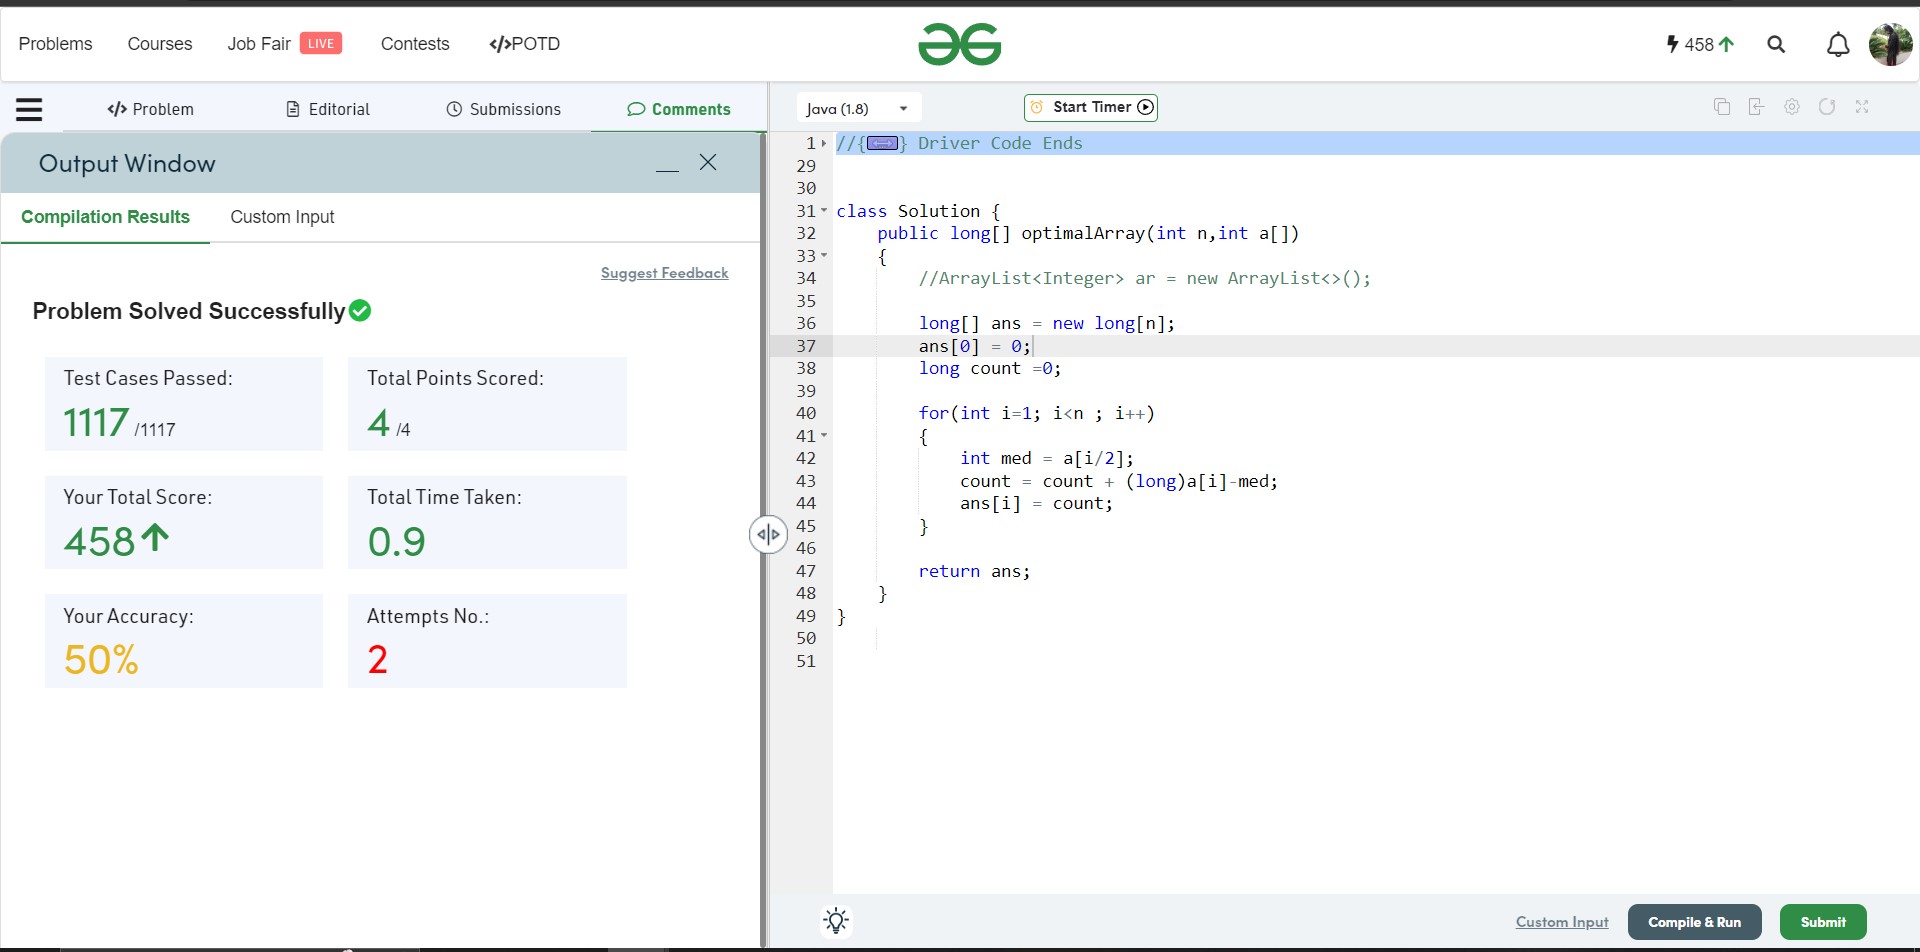 Problems Courses Job Fair LIVE Contests </>POTD 458
</> Problem Editorial Submissions Comments
Output Window
Compilation Results Custom Input
Suggest Feedback
Problem Solved Successfully
Test Cases Passed:
1117 /1117
Total Points Scored:
4 /4
Your Total Score:
458
Total Time Taken:
0.9
Your Accuracy:
50%
Attempts No.:
2
Java (1.8) Start Timer
1 //{} Driver Code Ends
29
30
31 class Solution {
32 public long[] optimalArray(int n,int a[])
33 {
34 //ArrayList<Integer> ar = new ArrayList<>();
35
36 long[] ans = new long[n];
37 ans[0] = 0;
38 long count =0;
39
40 for(int i=1; i<n ; i++)
41 {
42 int med = a[i/2];
43 count = count + (long)a[i]-med;
44 ans[i] = count;
45 }
46
47 return ans;
48 }
49 }
50
51
Custom Input Compile & Run Submit